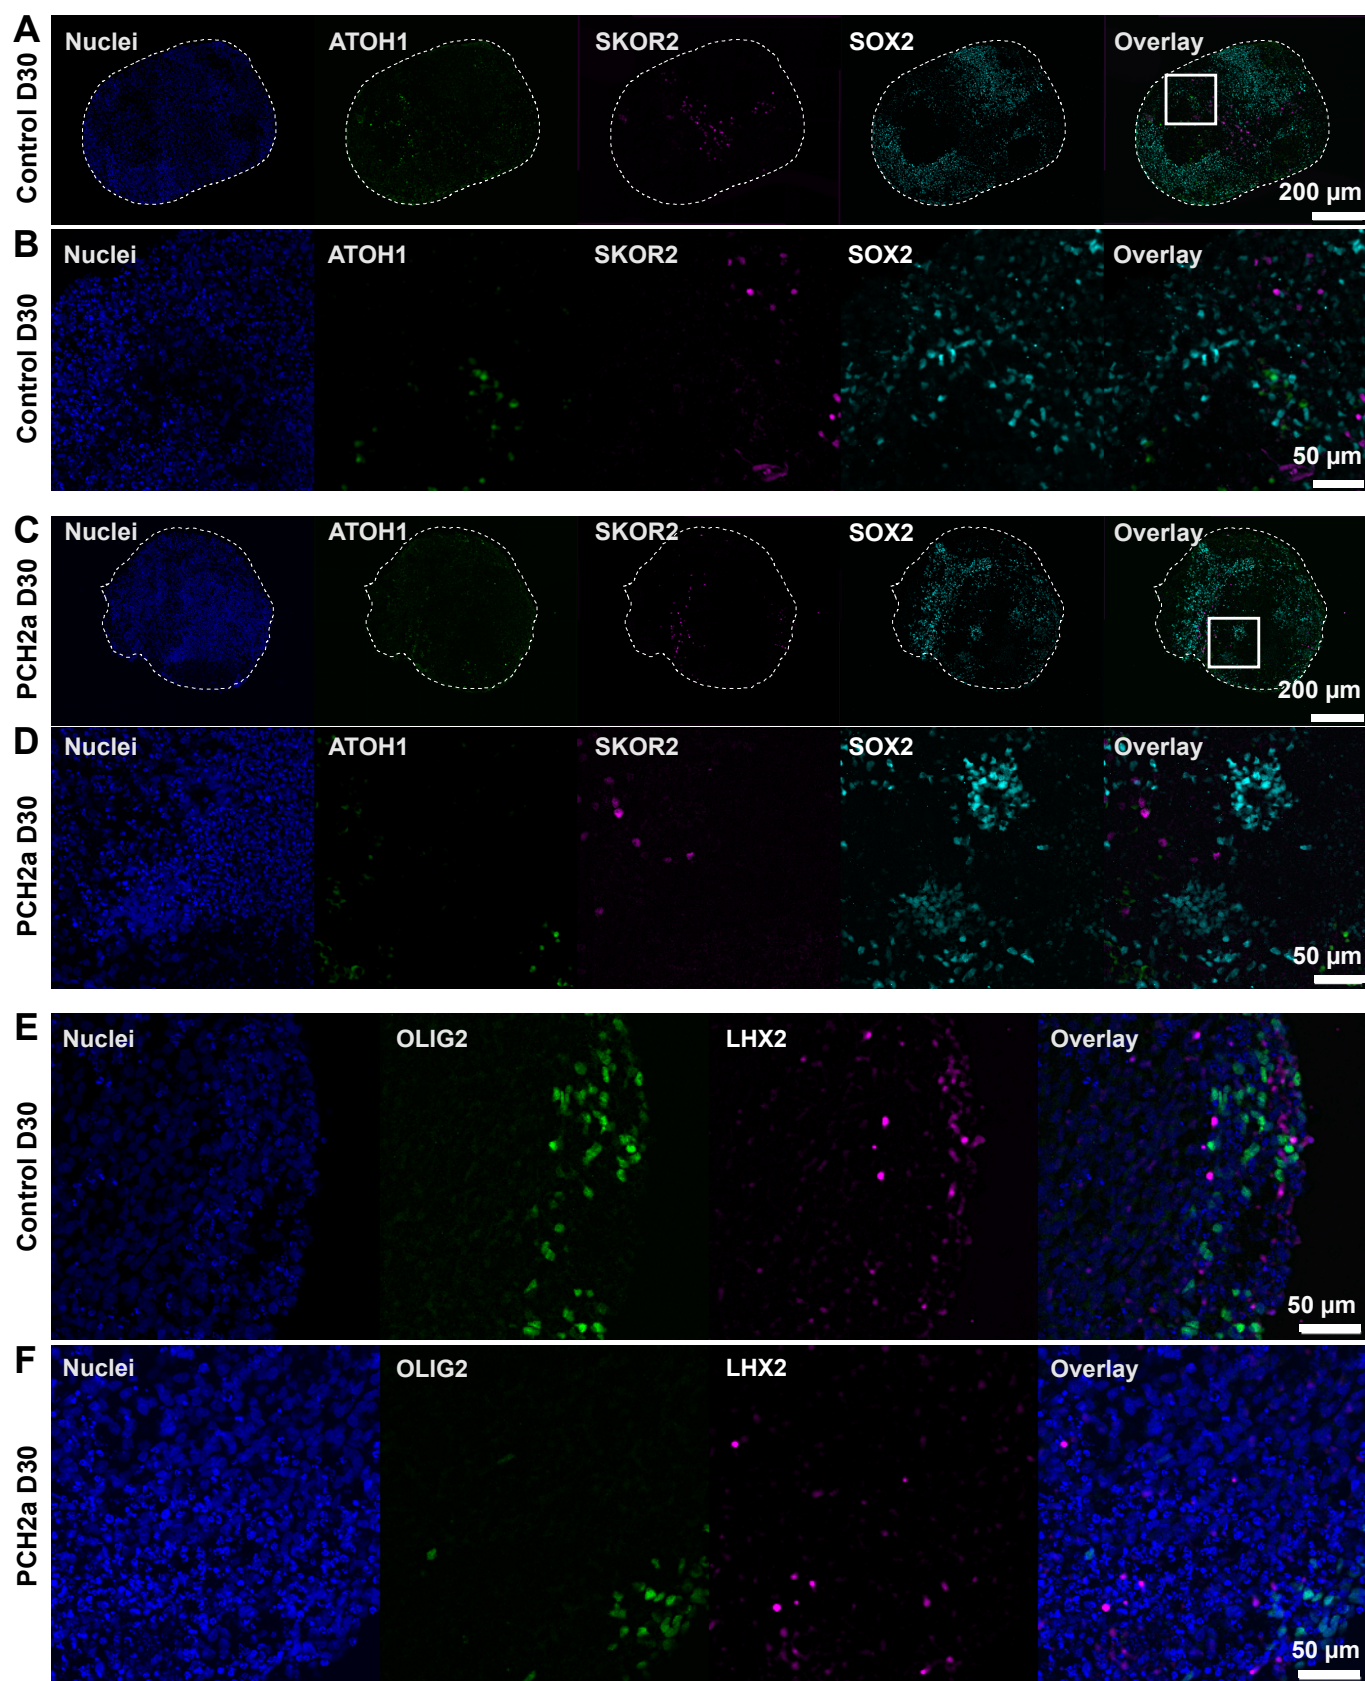 A
Control D30
Nuclei
ATOH1
SKOR2
SOX2
Overlay
200 µm
B
Control D30
Nuclei
ATOH1
SKOR2
SOX2
Overlay
50 µm
C
PCH2a D30
Nuclei
ATOH1
SKOR2
SOX2
Overlay
200 µm
D
PCH2a D30
Nuclei
ATOH1
SKOR2
SOX2
Overlay
50 µm
E
Control D30
Nuclei
OLIG2
LHX2
Overlay
50 µm
F
PCH2a D30
Nuclei
OLIG2
LHX2
Overlay
50 µm